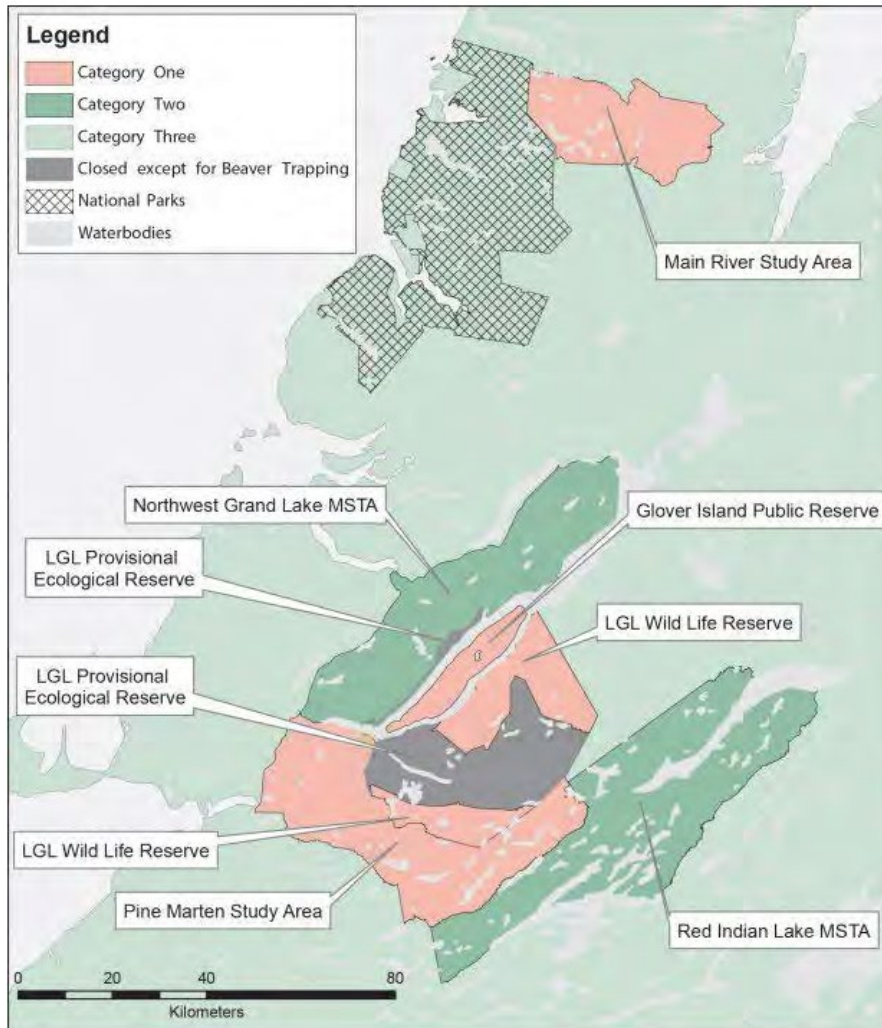 Legend
Category One
Category Two
Category Three
Closed except for Beaver Trapping
National Parks
Waterbodies
Main River Study Area
Northwest Grand Lake MSTA
Glover Island Public Reserve
LGL Provisional
Ecological Reserve
LGL Wild Life Reserve
LGL Provisional
Ecological Reserve
LGL Wild Life Reserve
Pine Marten Study Area
Red Indian Lake MSTA
0 20 40 80
Kilometers